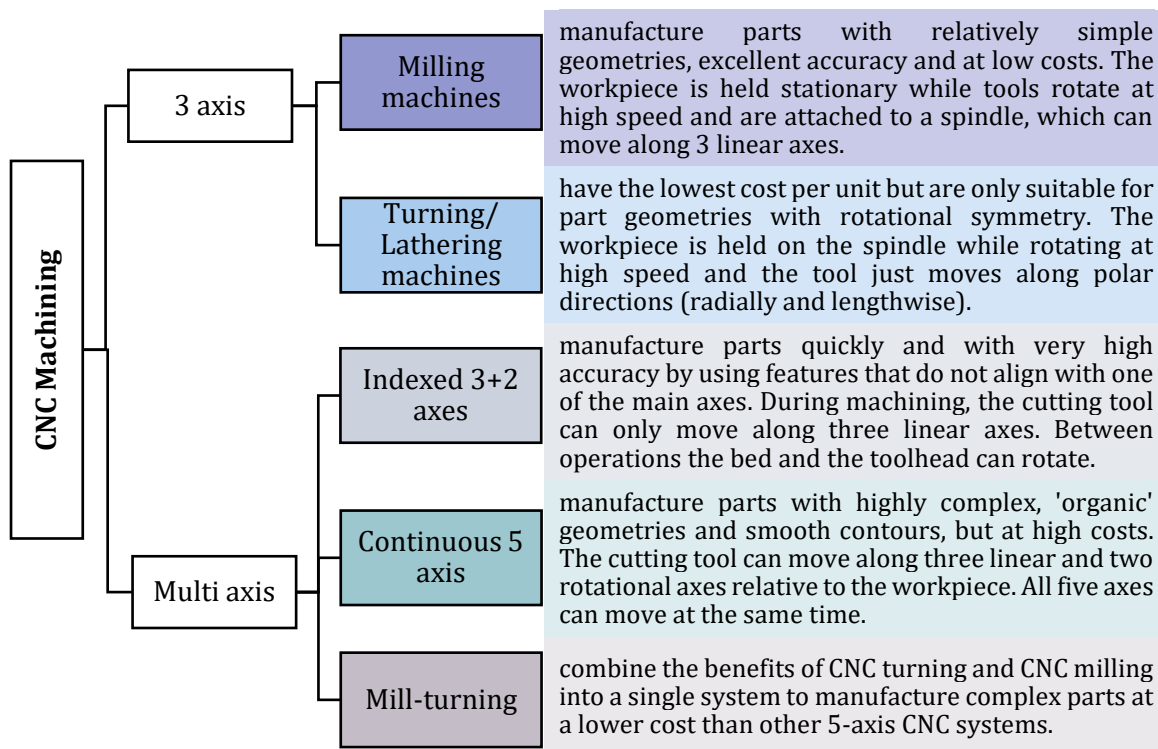 CNC Machining
3 axis
Milling
machines
manufacture parts with relatively simple
geometries, excellent accuracy and at low costs. The
workpiece is held stationary while tools rotate at
high speed and are attached to a spindle, which can
move along 3 linear axes.
Turning/
Lathering
machines
have the lowest cost per unit but are only suitable for
part geometries with rotational symmetry. The
workpiece is held on the spindle while rotating at
high speed and the tool just moves along polar
directions (radially and lengthwise).
Multi axis
Indexed 3+2
axes
manufacture parts quickly and with very high
accuracy by using features that do not align with one
of the main axes. During machining, the cutting tool
can only move along three linear axes. Between
operations the bed and the toolhead can rotate.
Continuous 5
axis
manufacture parts with highly complex, 'organic'
geometries and smooth contours, but at high costs.
The cutting tool can move along three linear and two
rotational axes relative to the workpiece. All five axes
can move at the same time.
Mill-turning
combine the benefits of CNC turning and CNC milling
into a single system to manufacture complex parts at
a lower cost than other 5-axis CNC systems.